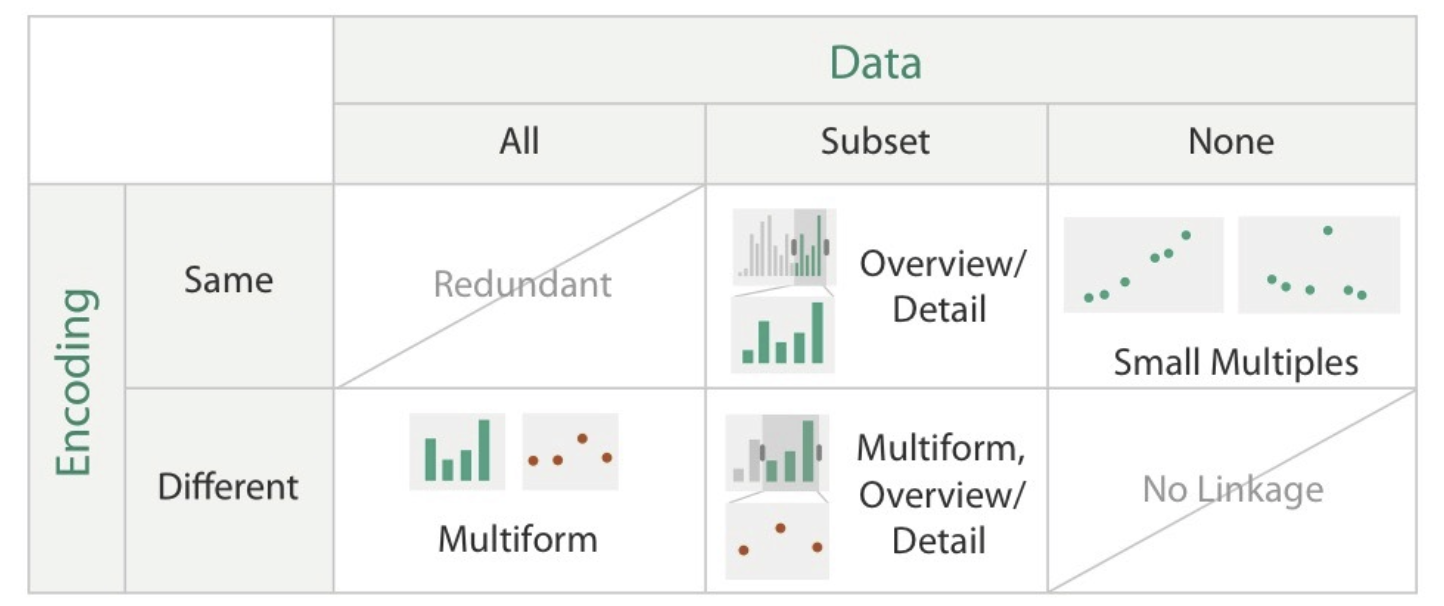 Data
All
Subset
None
Encoding
Same
Redundant
Overview/
Detail
Small Multiples
Different
Multiform
Multiform,
Overview/
Detail
No Linkage